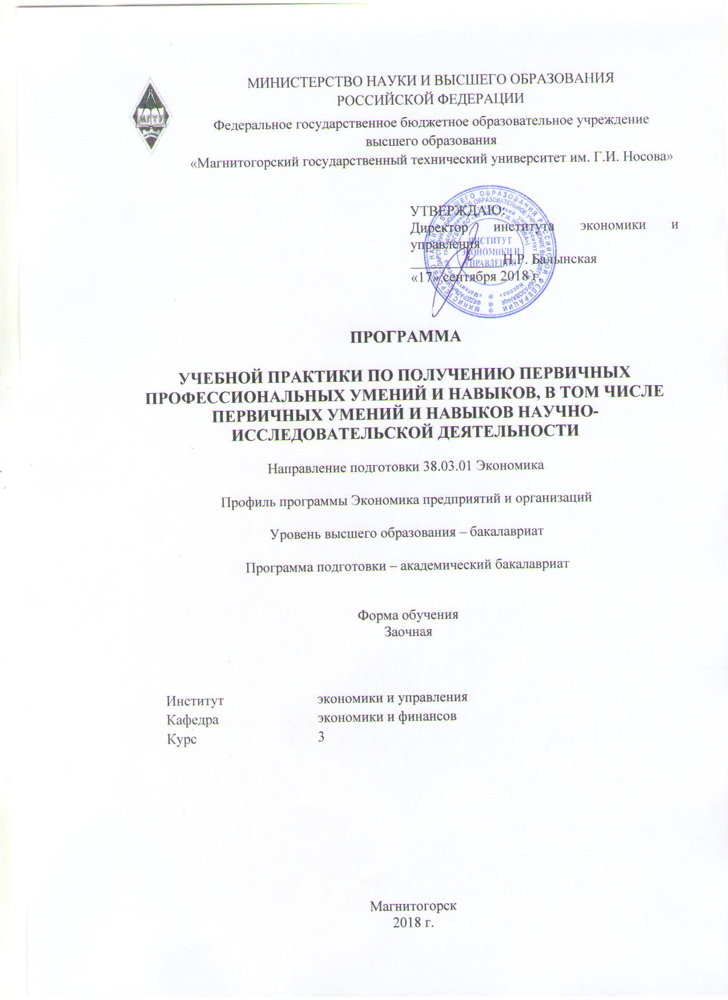 МИНИСТЕРСТВО НАУКИ И ВЫСШЕГО ОБРАЗОВАНИЯ
РОССИЙСКОЙ ФЕДЕРАЦИИ
Федеральное государственное бюджетное образовательное учреждение
высшего образования
«Магнитогорский государственный технический университет им. Г.И. Носова»
МГТУ
УТВЕРЖДАЮ:
Директор института экономики и
управления
Н.Р. Балынская
«17» сентября 2018 г.
ИНСТИТУТ
ЭКОНОМИКИ И
УПРАВЛЕНИЯ
ПРОГРАММА
УЧЕБНОЙ ПРАКТИКИ ПО ПОЛУЧЕНИЮ ПЕРВИЧНЫХ
ПРОФЕССИОНАЛЬНЫХ УМЕНИЙ И НАВЫКОВ, В ТОМ ЧИСЛЕ
ПЕРВИЧНЫХ УМЕНИЙ И НАВЫКОВ НАУЧНО-
ИССЛЕДОВАТЕЛЬСКОЙ ДЕЯТЕЛЬНОСТИ
Направление подготовки 38.03.01 Экономика
Профиль программы Экономика предприятий и организаций
Уровень высшего образования – бакалавриат
Программа подготовки – академический бакалавриат
Форма обучения
Заочная
Институт экономики и управления
Кафедра экономики и финансов
Курс 3
Магнитогорск
2018 г.